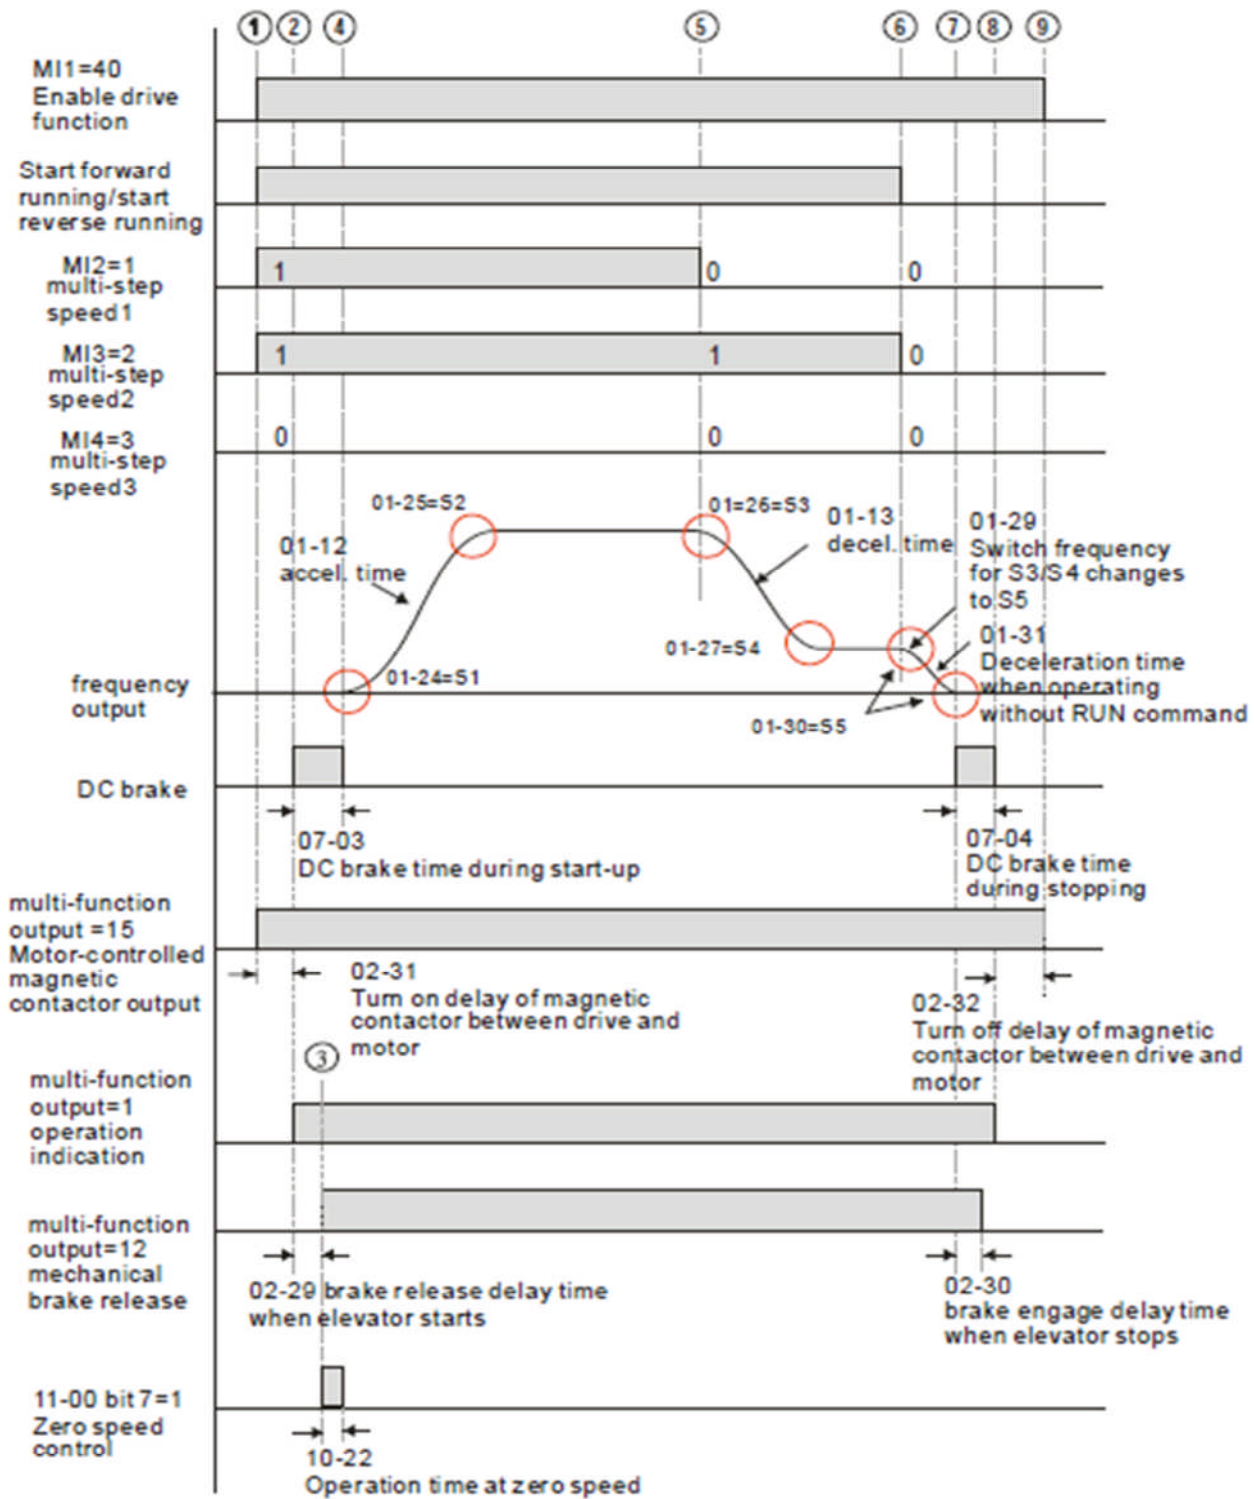 1 2 4 5 6 7 8 9
MI1=40
Enable drive
function
Start forward
running/start
reverse running
MI2=1
multi-step
speed1
1 0 0
MI3=2
multi-step
speed2
1 1 0
MI4=3
multi-step
speed3
0 0 0
01-25=S2
01=26=S3
01-12
accel. time
01-13
decel. time
01-29
Switch frequency
for S3/S4 changes
to S5
01-27=S4
01-24=S1
01-31
Deceleration time
when operating
without RUN command
01-30=S5
frequency
output
DC brake
07-03
DC brake time during start-up
07-04
DC brake time
during stopping
multi-function
output =15
Motor-controlled
magnetic
contactor output
02-31
Turn on delay of magnetic
contactor between drive and
motor
02-32
Turn off delay of magnetic
contactor between drive and
motor
3
multi-function
output=1
operation
indication
multi-function
output=12
mechanical
brake release
02-29 brake release delay time
when elevator starts
02-30
brake engage delay time
when elevator stops
11-00 bit 7=1
Zero speed
control
10-22
Operation time at zero speed